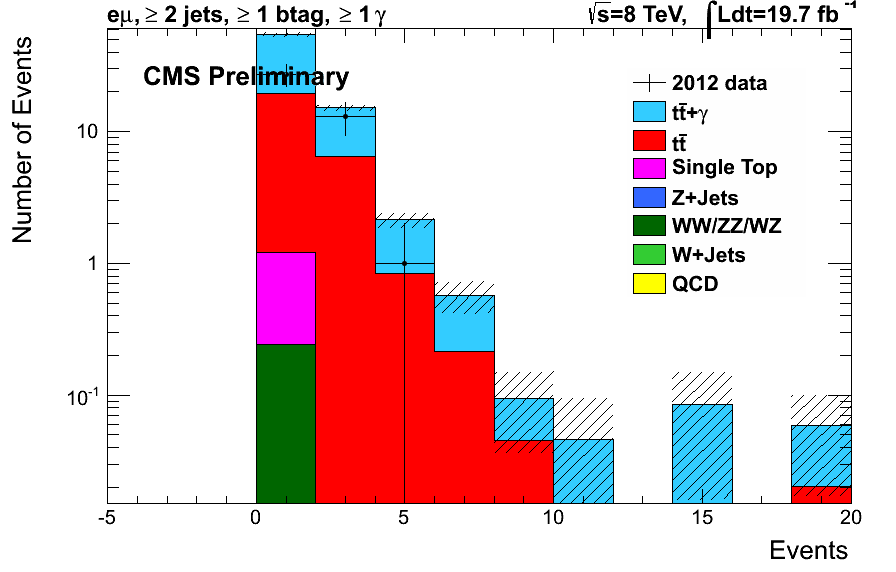 eμ, ≥ 2 jets, ≥ 1 btag, ≥ 1 γ
√s=8 TeV, ∫Ldt=19.7 fb⁻¹
CMS Preliminary
2012 data
tt̄+γ
tt̄
Single Top
Z+Jets
WW/ZZ/WZ
W+Jets
QCD
Number of Events
10
1
10⁻¹
-5 0 5 10 15 20
Events